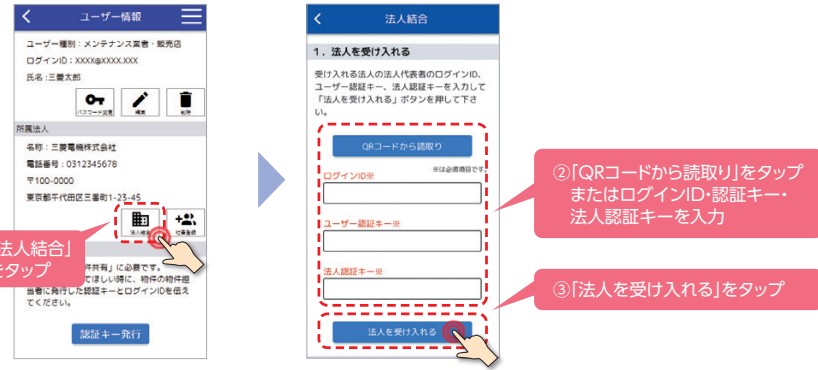 ユーザー情報
ユーザー種別：メンテナンス業者・販売店
ログインID：XXXX@XXXX.XXX
氏名：三菱太郎
パスワード変更
編集
削除
所属法人
名称：三菱電機株式会社
電話番号：0312345678
〒100-0000
東京都千代田区三番町1-23-45
法人結合
社員登録
法人結合」
をタップ
件共有」に必要です。
てほしい時に、物件の物件担
当者に発行した認証キーとログインIDを伝え
てください。
認証キー発行
法人結合
1．法人を受け入れる
受け入れる法人の法人代表者のログインID、
ユーザー認証キー、法人認証キーを入力して
「法人を受け入れる」ボタンを押して下さ
い。
QRコードから読取り
※は必須項目です。
ログインID※
ユーザー認証キー※
法人認証キー※
法人を受け入れる
②「QRコードから読取り」をタップ
またはログインID・認証キー・
法人認証キーを入力
③「法人を受け入れる」をタップ